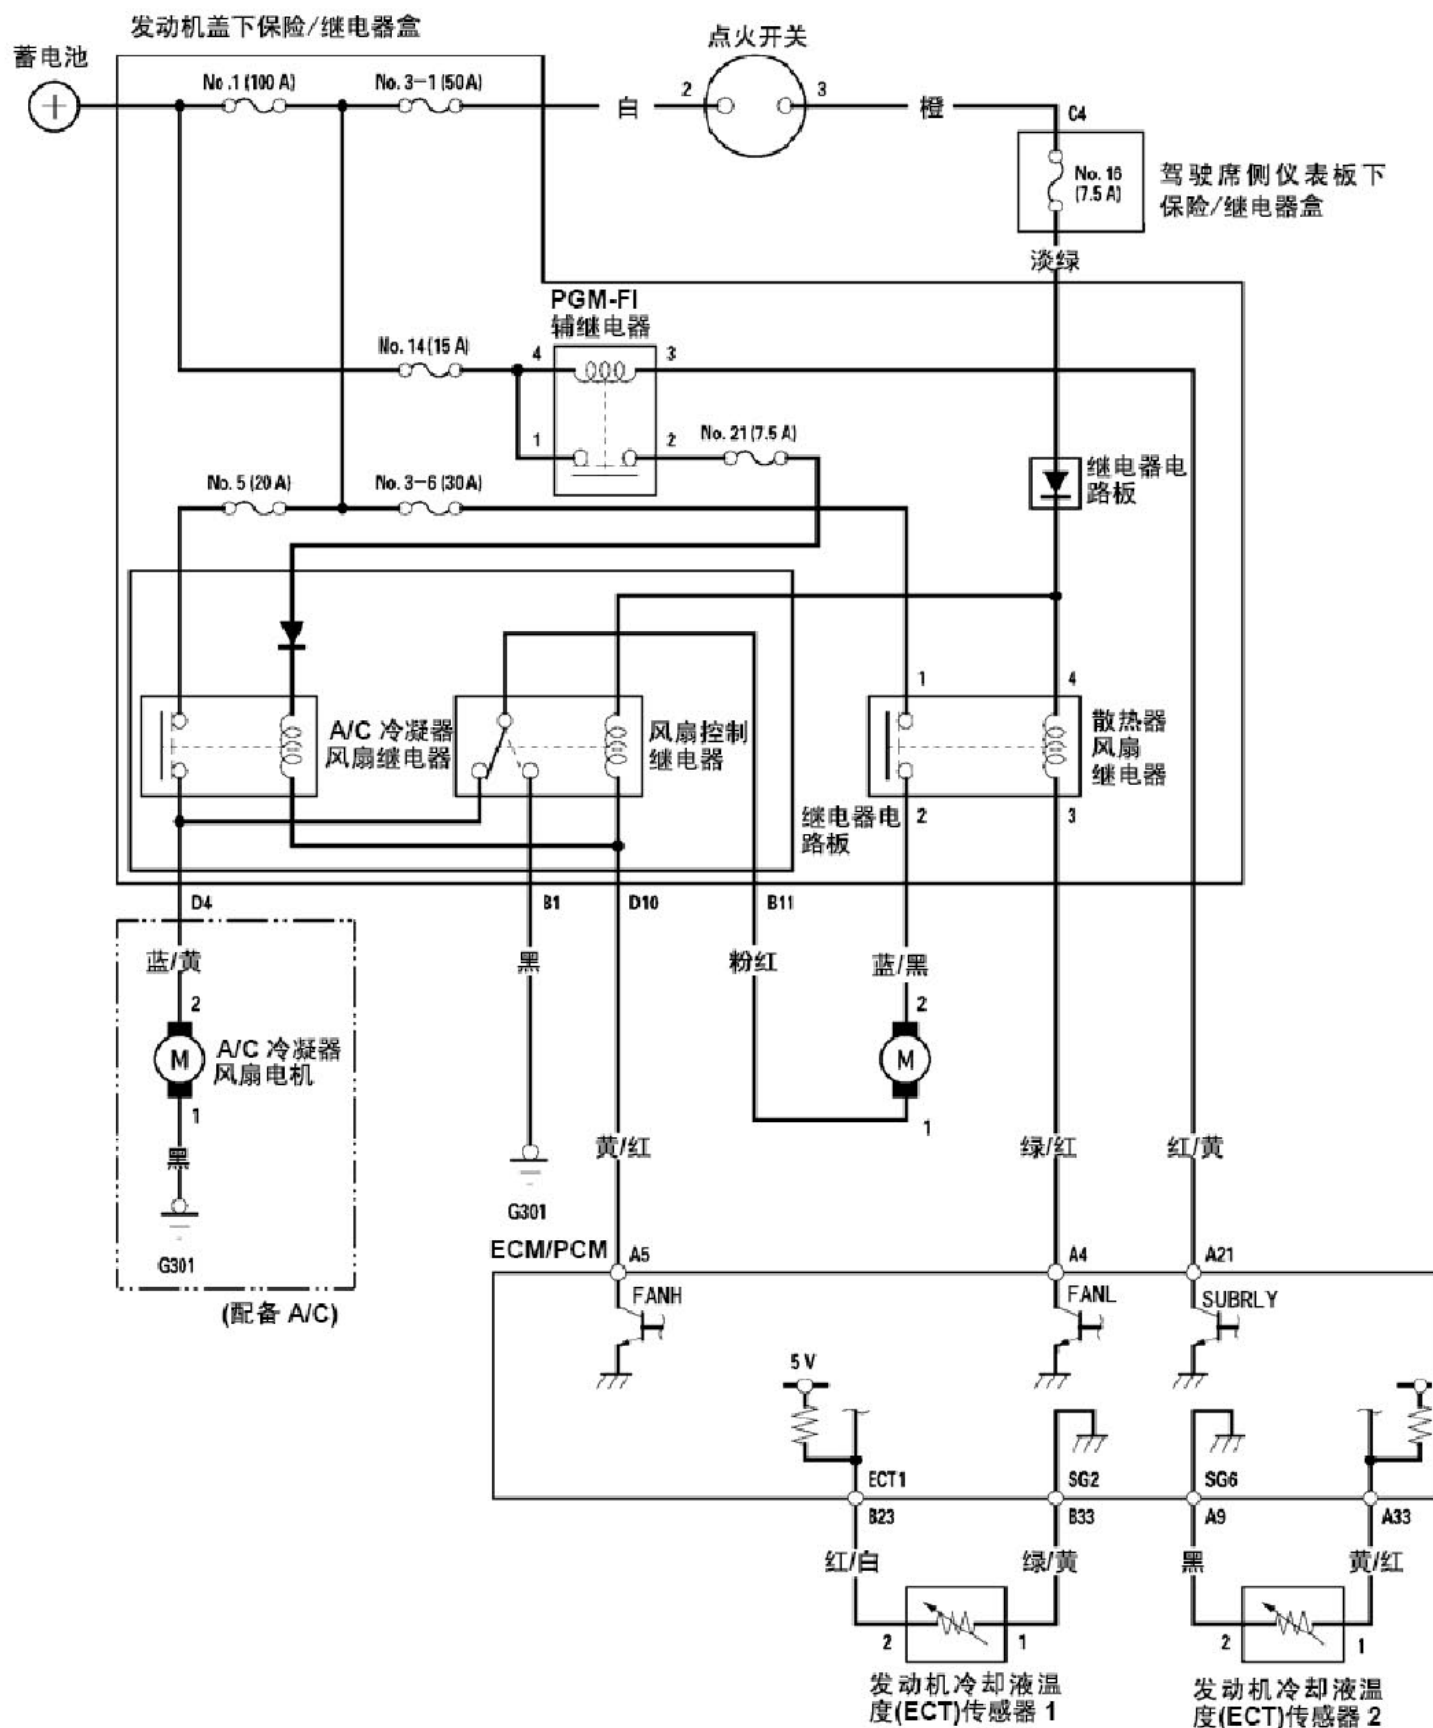 发动机盖下保险/继电器盒
点火开关
蓄电池
No .1 (100 A)
No. 3-1 (50A)
白
2
3
橙
C4
No. 16
(7.5 A)
驾驶席侧仪表板下
保险/继电器盒
淡绿
PGM-FI
辅继电器
No. 14 (15 A)
4
3
1
2
No. 21 (7.5 A)
继电器电
路板
No. 5 (20 A)
No. 3-6 (30A)
1
4
A/C 冷凝器
风扇继电器
风扇控制
继电器
散热器
风扇
继电器
继电器电
路板
2
3
D4
B1
D10
B11
蓝/黄
黑
粉红
蓝/黑
2
2
M
A/C 冷凝器
风扇电机
M
1
1
黑
黄/红
绿/红
红/黄
G301
G301
(配备 A/C)
ECM/PCM
A5
A4
A21
FANH
FANL
SUBRLY
5 V
ECT1
SG2
SG6
B23
B33
A9
A33
红/白
绿/黄
黑
黄/红
2
1
2
1
发动机冷却液温
度(ECT)传感器 1
发动机冷却液温
度(ECT)传感器 2